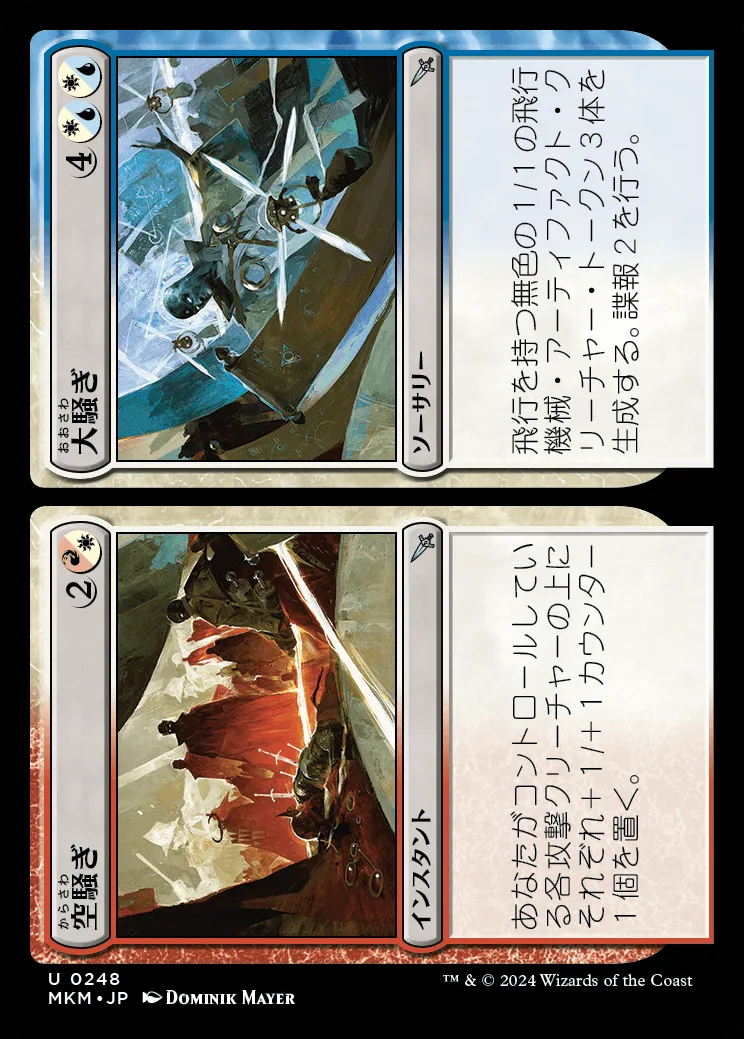 からさわ
空騒ぎ
2
インスタント
あなたがコントロールしてい
る各攻撃クリーチャーの上に
それぞれ+1/+1カウンター
1個を置く。
おおさわ
大騒ぎ
4
ソーサリー
飛行を持つ無色の1/1の飛行
機械・アーティファクト・ク
リーチャー・トークン3体を
生成する。諜報2を行う。
U 0248
MKM • JP DOMINIK MAYER
™ & © 2024 Wizards of the Coast